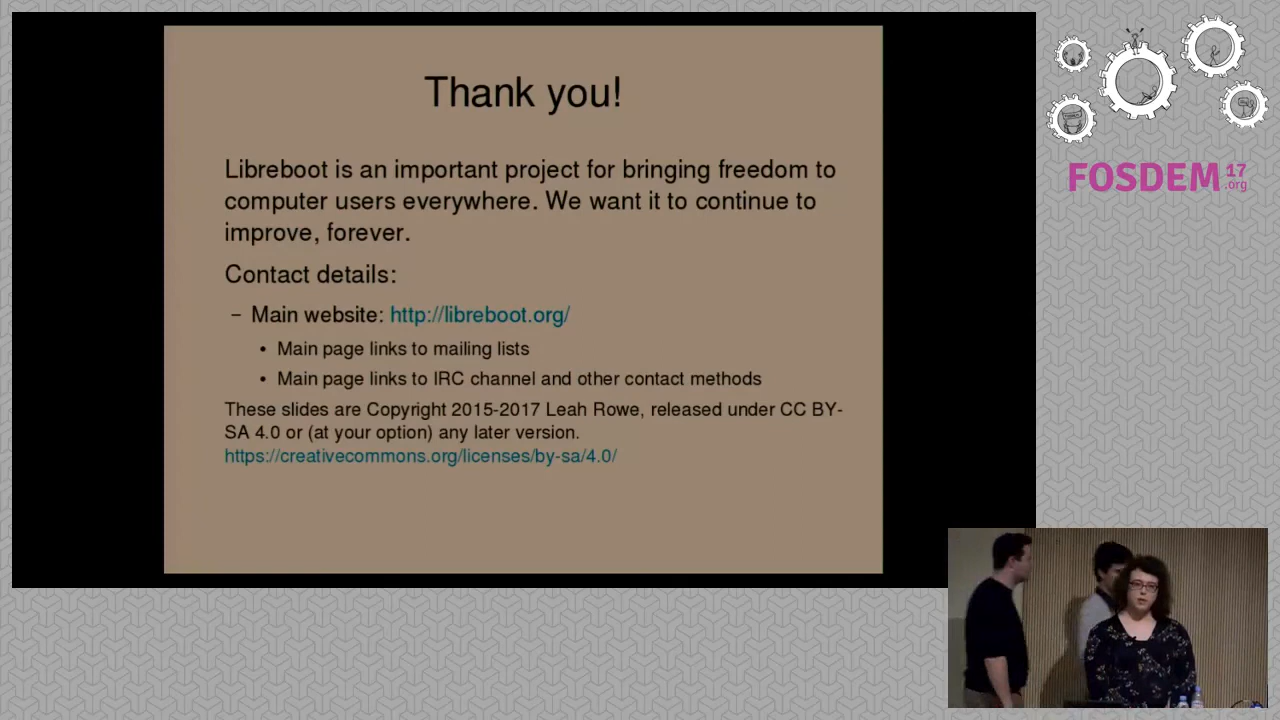 Thank you!
Libreboot is an important project for bringing freedom to
computer users everywhere. We want it to continue to
improve, forever.
Contact details:
– Main website: http://libreboot.org/
• Main page links to mailing lists
• Main page links to IRC channel and other contact methods
These slides are Copyright 2015-2017 Leah Rowe, released under CC BY-
SA 4.0 or (at your option) any later version.
https://creativecommons.org/licenses/by-sa/4.0/
FOSDEM 17
.org